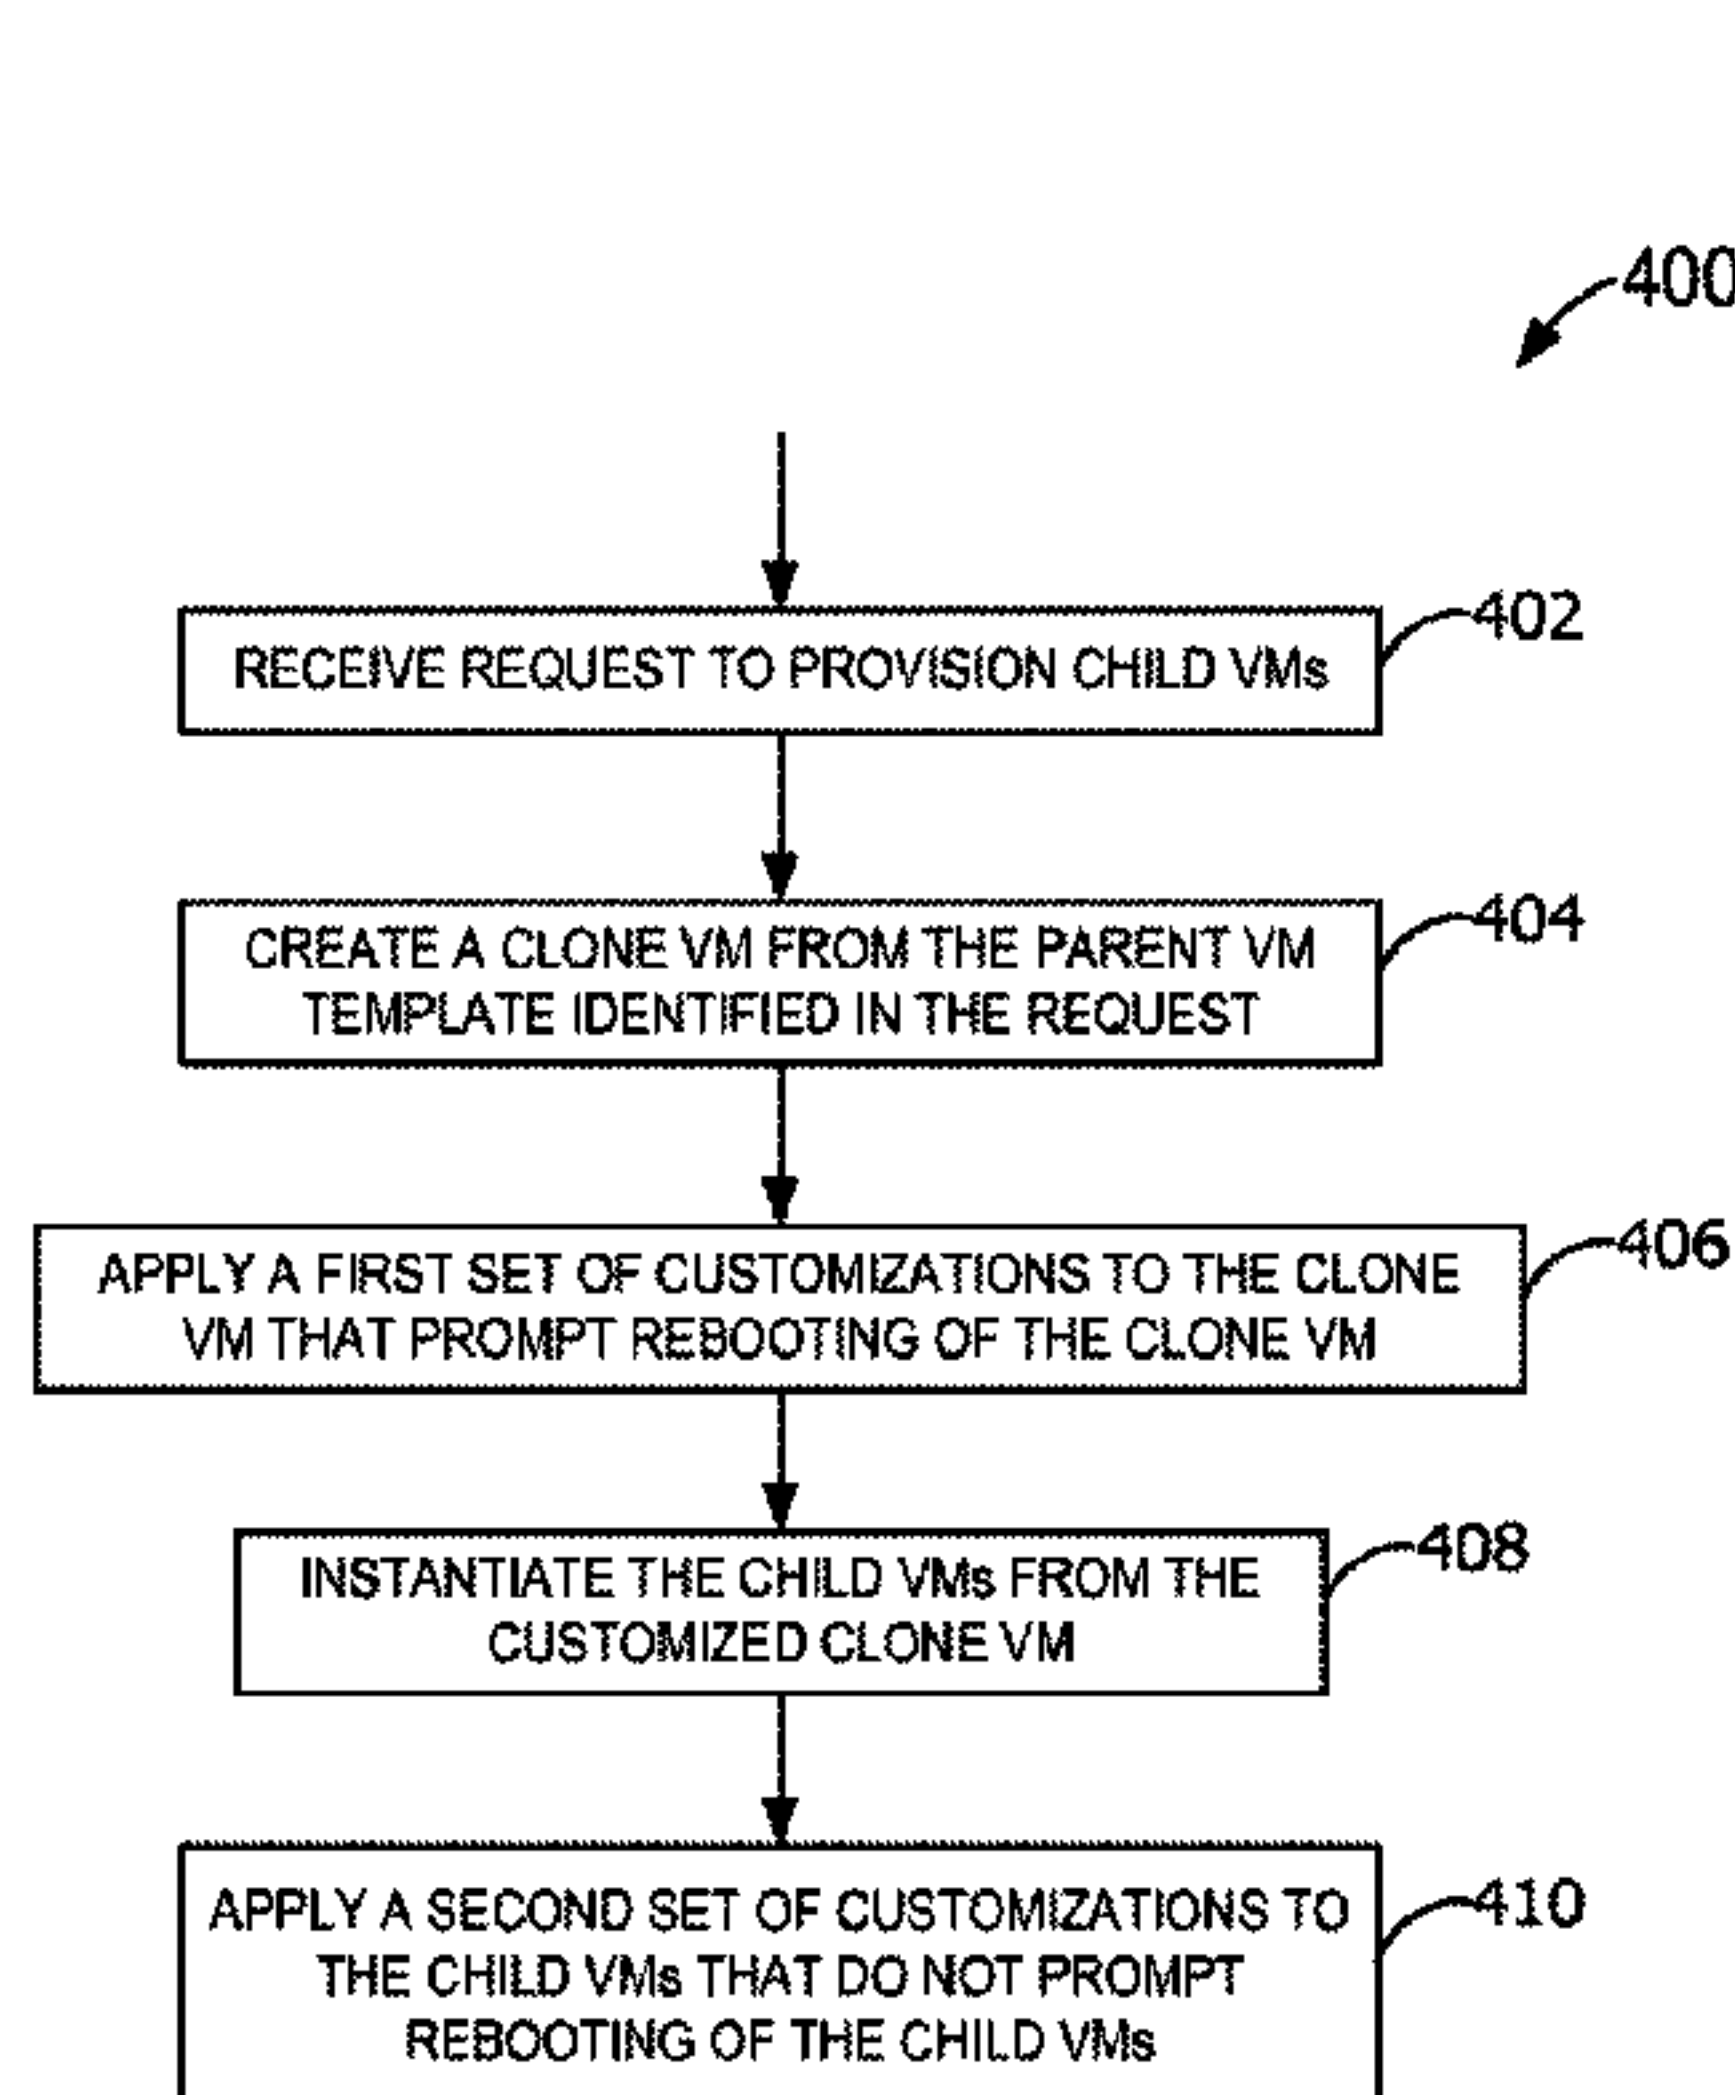 400
402
RECEIVE REQUEST TO PROVISION CHILD VMs
404
CREATE A CLONE VM FROM THE PARENT VM
TEMPLATE IDENTIFIED IN THE REQUEST
406
APPLY A FIRST SET OF CUSTOMIZATIONS TO THE CLONE
VM THAT PROMPT REBOOTING OF THE CLONE VM
408
INSTANTIATE THE CHILD VMs FROM THE
CUSTOMIZED CLONE VM
410
APPLY A SECOND SET OF CUSTOMIZATIONS TO
THE CHILD VMs THAT DO NOT PROMPT
REBOOTING OF THE CHILD VMs